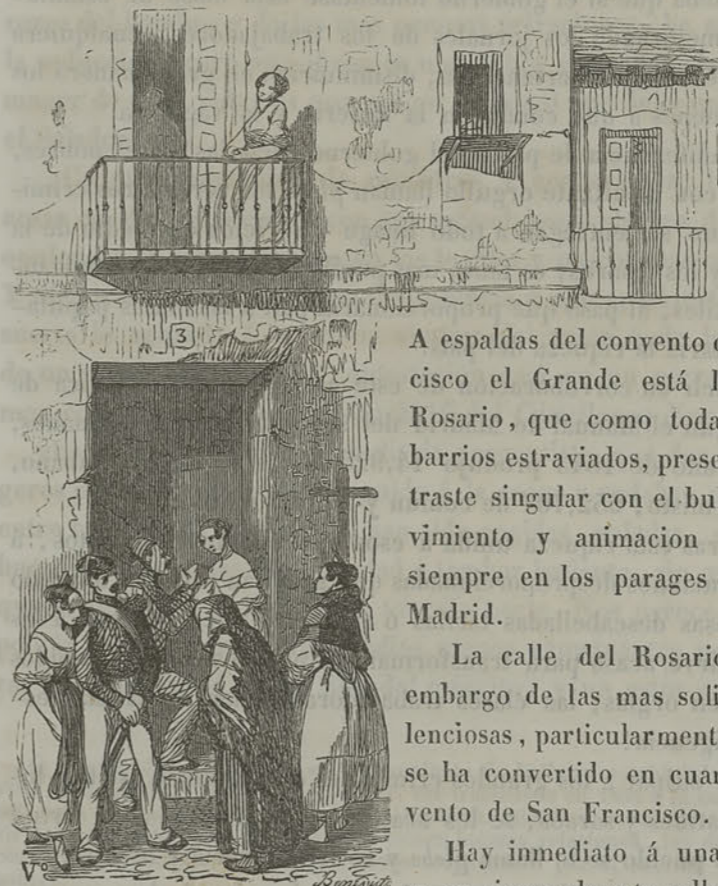 3
A espaldas del convento
cisco el Grande está
Rosario, que como toda
barrios estraviados, prese
traste singular con el bu
vimiento y animacion
siempre en los parages
Madrid.
La calle del Rosario
embargo de las mas soli
lenciosas, particularment
se ha convertido en cuar
vento de San Francisco.
Hay inmediato á una
Vº
Benedicto